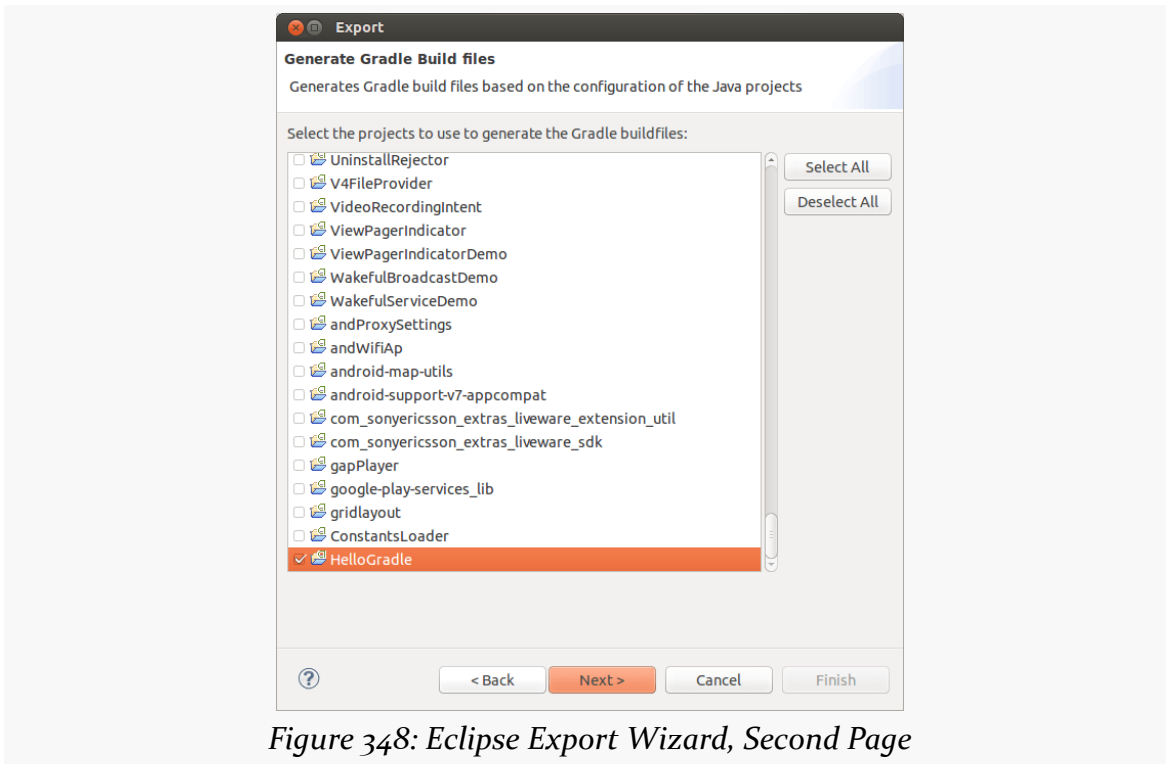 Export
Generate Gradle Build files
Generates Gradle build files based on the configuration of the Java projects
Select the projects to use to generate the Gradle buildfiles:
UninstallRejector
V4FileProvider
VideoRecordingIntent
ViewPagerIndicator
ViewPagerIndicatorDemo
WakefulBroadcastDemo
WakefulServiceDemo
andProxySettings
andWifiAp
android-map-utils
android-support-v7-appcompat
com_sonyericsson_extras_liveware_extension_util
com_sonyericsson_extras_liveware_sdk
gapPlayer
google-play-services_lib
gridlayout
ConstantsLoader
HelloGradle
Select All
Deselect All
?
< Back
Next >
Cancel
Finish
Figure 348: Eclipse Export Wizard, Second Page